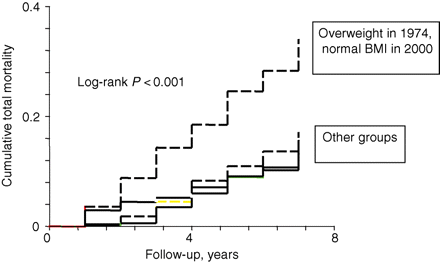 0.4
Overweight in 1974,
normal BMI in 2000
Log-rank P < 0.001
0.2
Cumulative total mortality
Other groups
0
0
4
8
Follow-up, years